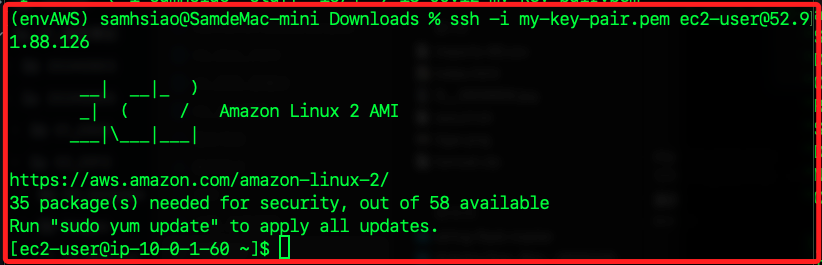 (envAWS) samhsiao@SamdeMac-mini Downloads % ssh -i my-key-pair.pem ec2-user@52.9
1.88.126
__|  __|_  )
_|  (     /   Amazon Linux 2 AMI
___|\___|___|
https://aws.amazon.com/amazon-linux-2/
35 package(s) needed for security, out of 58 available
Run "sudo yum update" to apply all updates.
[ec2-user@ip-10-0-1-60 ~]$